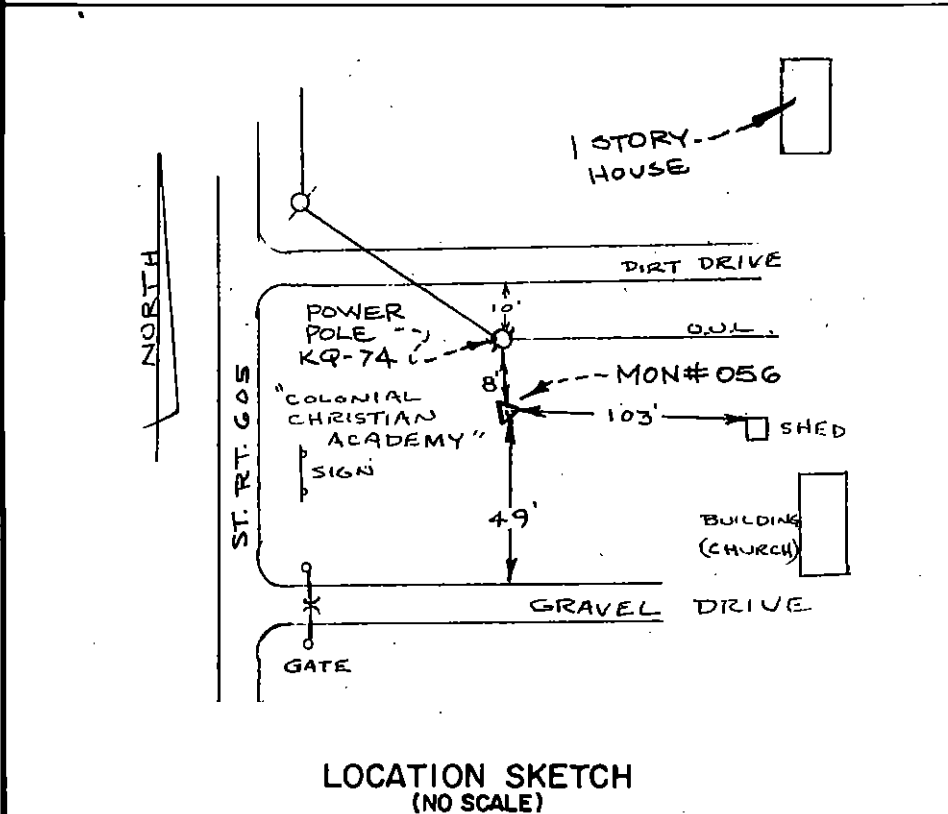 1 STORY
HOUSE
NORTH
DIRT DRIVE
10'
POWER
POLE
KQ-74
O.U.L.
8'
MON# 056
"COLONIAL
CHRISTIAN
ACADEMY"
103'
SHED
SIGN
ST. RT. 605
49'
BUILDING
(CHURCH)
GRAVEL DRIVE
GATE
LOCATION SKETCH
(NO SCALE)